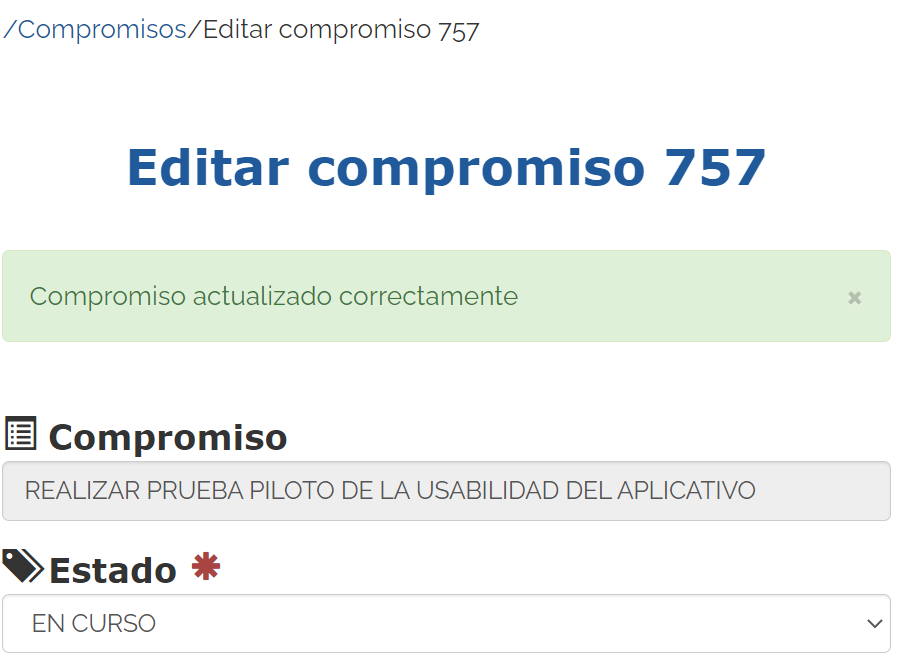 /Compromisos/Editar compromiso 757
Editar compromiso 757
Compromiso actualizado correctamente ×
Compromiso
REALIZAR PRUEBA PILOTO DE LA USABILIDAD DEL APLICATIVO
Estado *
EN CURSO